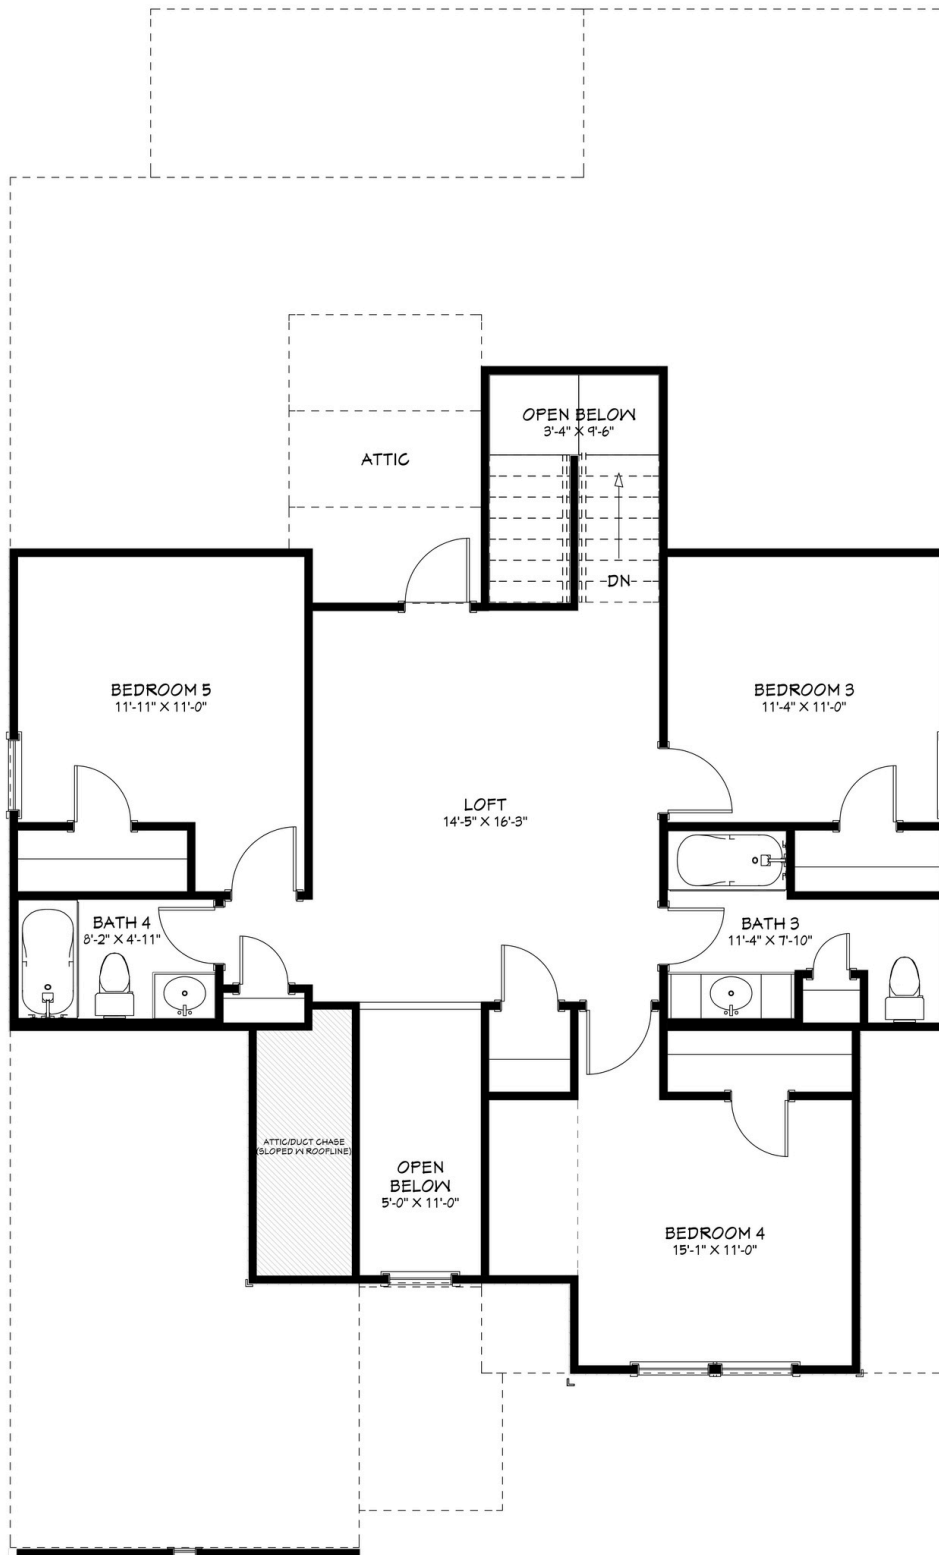 OPEN BELOW
3'-4" X 9'-6"
ATTIC
DN
BEDROOM 5
11'-11" X 11'-0"
BEDROOM 3
11'-4" X 11'-0"
LOFT
14'-5" X 16'-3"
BATH 4
8'-2" X 4'-11"
BATH 3
11'-4" X 7'-10"
ATTIC/DUCT CHASE
(SLOPED W ROOFLINE)
OPEN
BELOW
5'-0" X 11'-0"
BEDROOM 4
15'-1" X 11'-0"